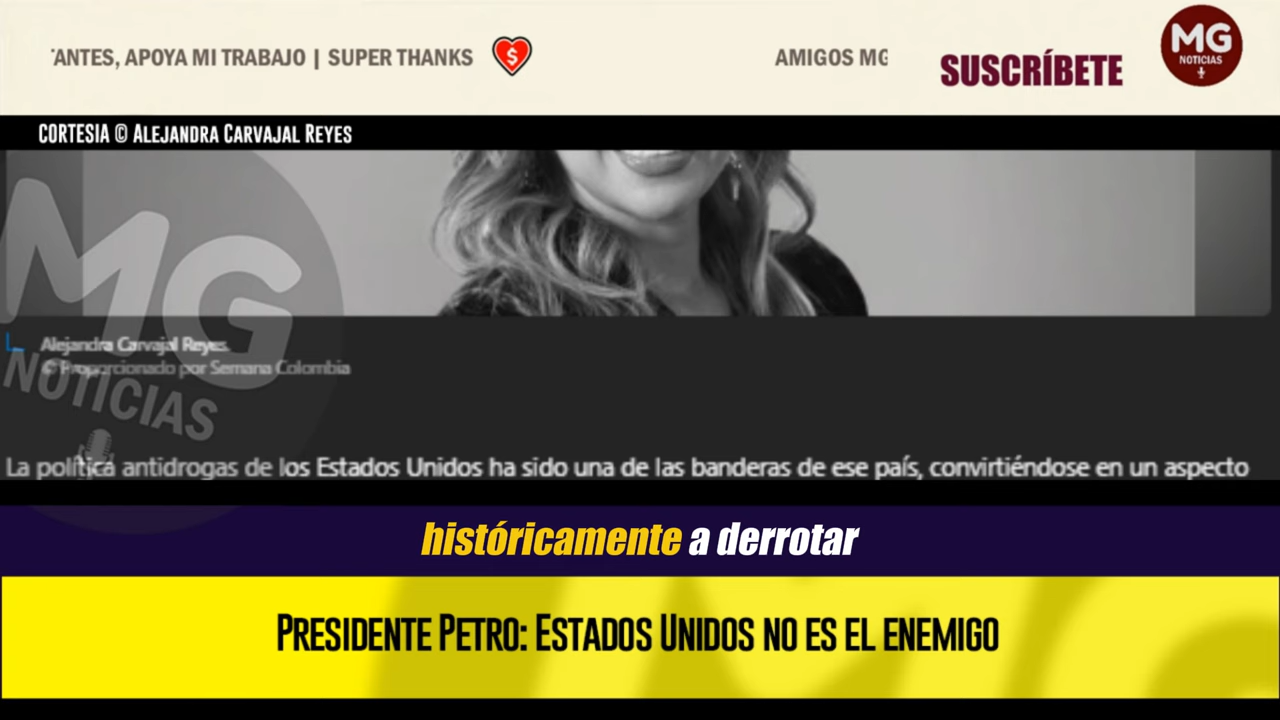 'ANTES, APOYA MI TRABAJO | SUPER THANKS $ AMIGOS MG
SUSCRÍBETE
MG
NOTICIAS
CORTESIA © ALEJANDRA CARVAJAL REYES
MG
NOTICIAS
Alejandra Carvajal Reyes
© Proporcionado por Semana Colombia
La política antidrogas de los Estados Unidos ha sido una de las banderas de ese país, convirtiéndose en un aspecto
históricamente a derrotar
PRESIDENTE PETRO: ESTADOS UNIDOS NO ES EL ENEMIGO